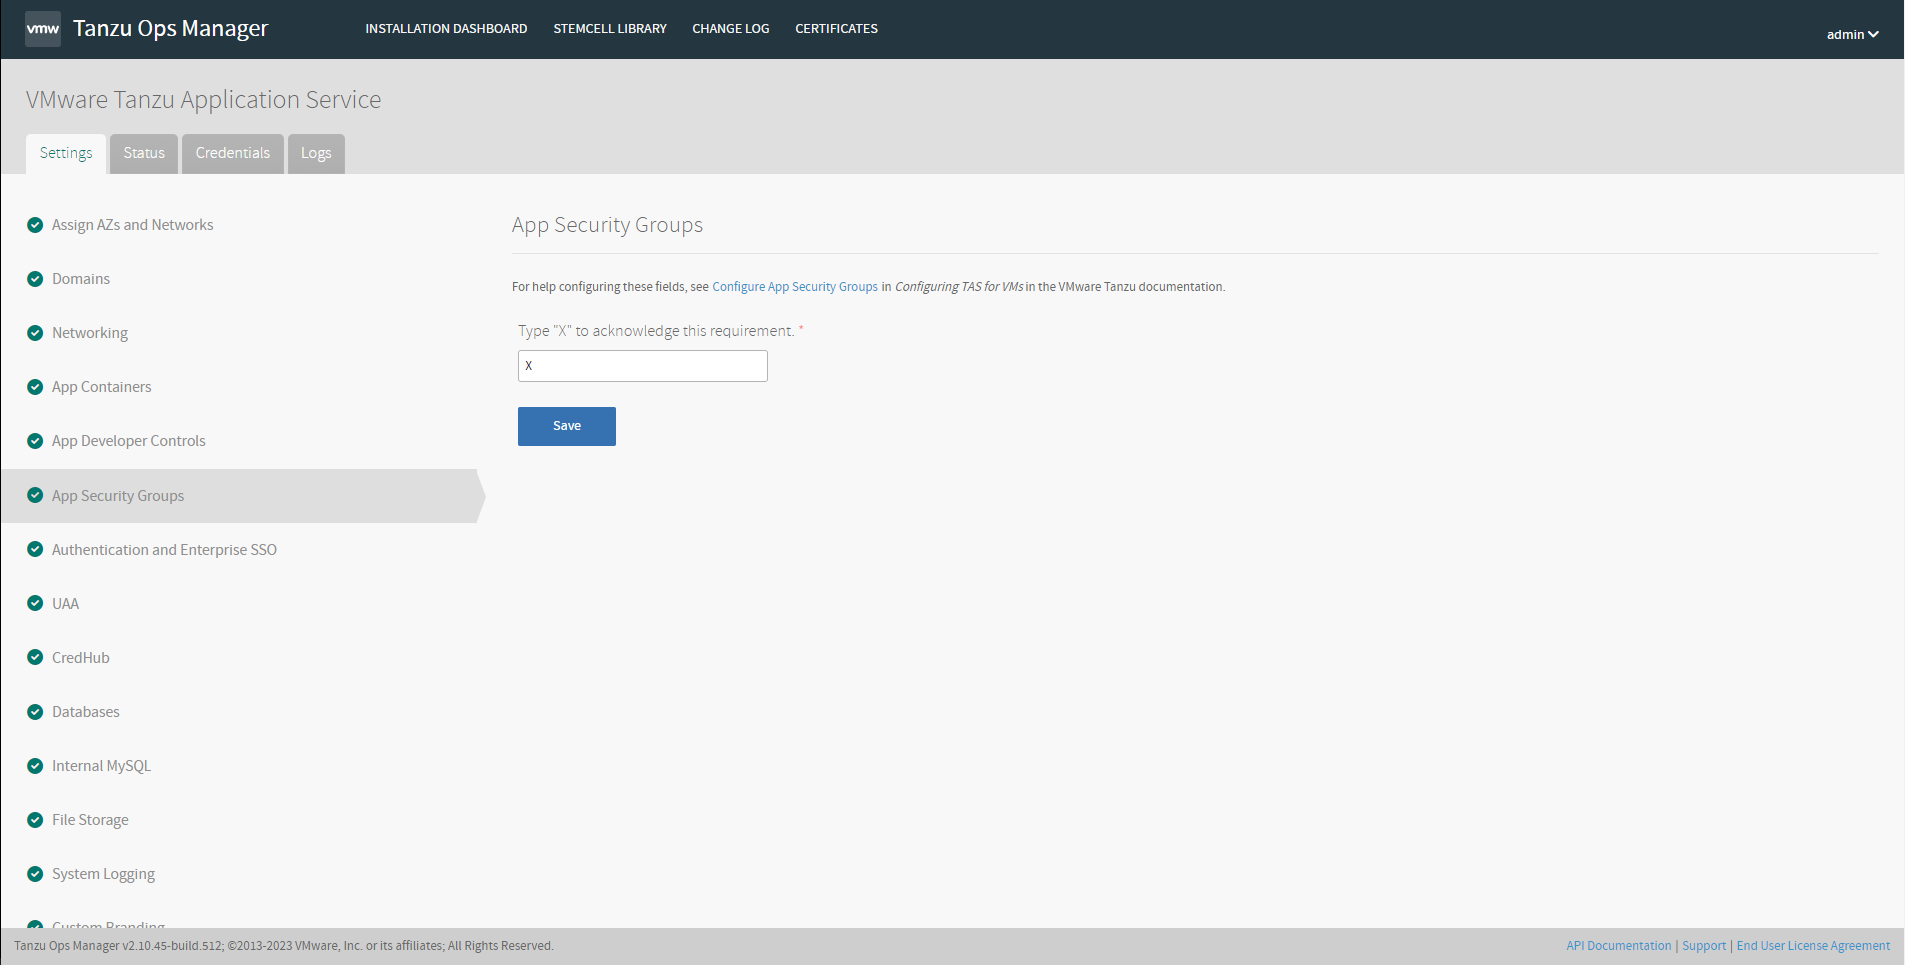 vmw Tanzu Ops Manager INSTALLATION DASHBOARD STEMCELL LIBRARY CHANGE LOG CERTIFICATES admin
VMware Tanzu Application Service
Settings Status Credentials Logs
Assign AZs and Networks
Domains
Networking
App Containers
App Developer Controls
App Security Groups
Authentication and Enterprise SSO
UAA
CredHub
Databases
Internal MySQL
File Storage
System Logging
Custom Branding
App Security Groups
For help configuring these fields, see Configure App Security Groups in Configuring TAS for VMs in the VMware Tanzu documentation.
Type "X" to acknowledge this requirement. *
X
Save
Tanzu Ops Manager v2.10.45-build.512; ©2013-2023 VMware, Inc. or its affiliates; All Rights Reserved.
API Documentation | Support | End User License Agreement